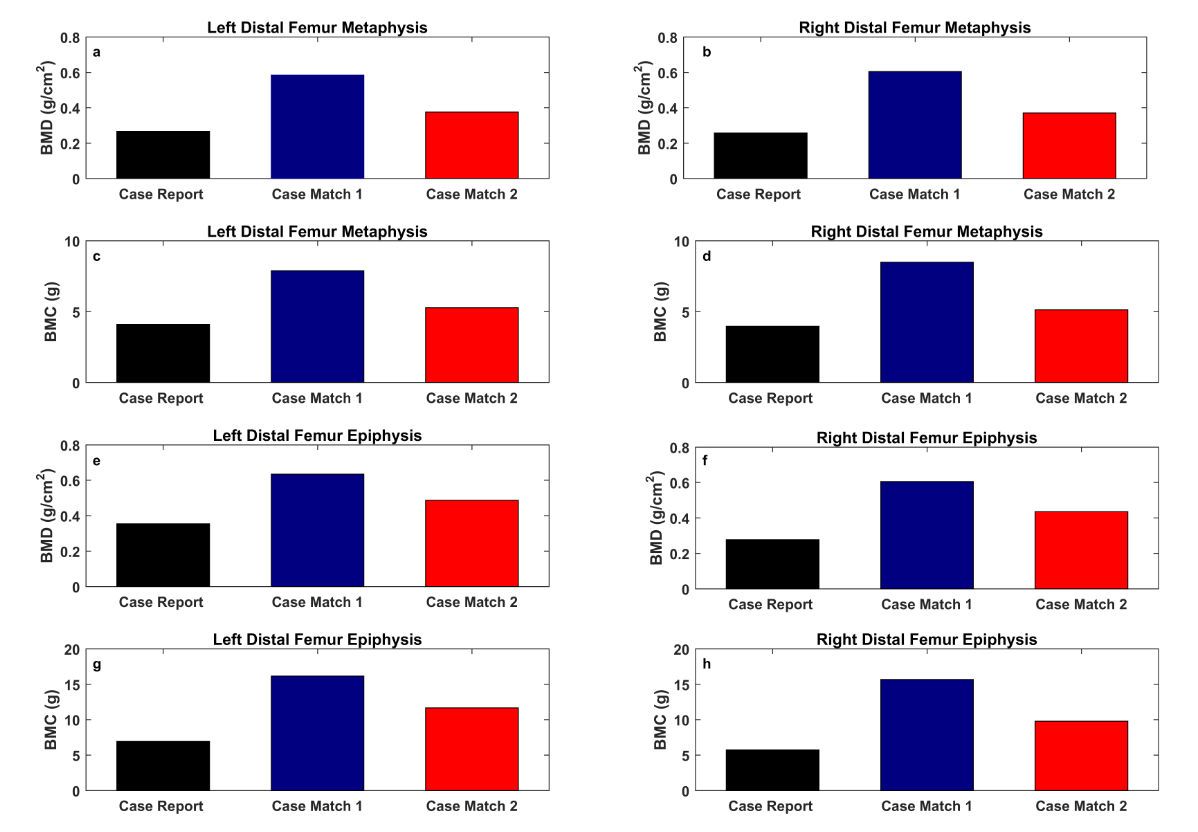 Left Distal Femur Metaphysis
a
BMD (g/cm²)
0.8
0.6
0.4
0.2
0
Case Report Case Match 1 Case Match 2
Right Distal Femur Metaphysis
b
BMD (g/cm²)
0.8
0.6
0.4
0.2
0
Case Report Case Match 1 Case Match 2
Left Distal Femur Metaphysis
c
BMC (g)
10
5
0
Case Report Case Match 1 Case Match 2
Right Distal Femur Metaphysis
d
BMC (g)
10
5
0
Case Report Case Match 1 Case Match 2
Left Distal Femur Epiphysis
e
BMD (g/cm²)
0.8
0.6
0.4
0.2
0
Case Report Case Match 1 Case Match 2
Right Distal Femur Epiphysis
f
BMD (g/cm²)
0.8
0.6
0.4
0.2
0
Case Report Case Match 1 Case Match 2
Left Distal Femur Epiphysis
g
BMC (g)
20
15
10
5
0
Case Report Case Match 1 Case Match 2
Right Distal Femur Epiphysis
h
BMC (g)
20
15
10
5
0
Case Report Case Match 1 Case Match 2